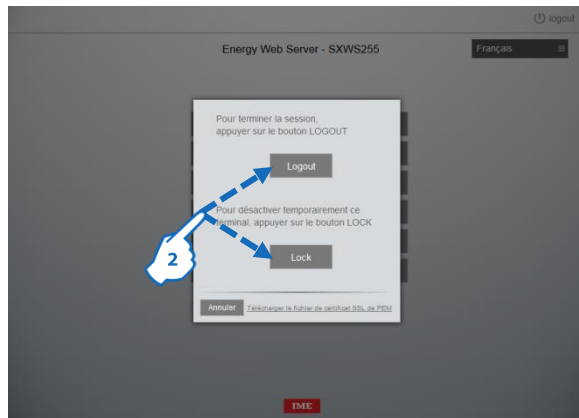 logout
Energy Web Server - SXWS255
Français
Pour terminer la session,
appuyer sur le bouton LOGOUT
Logout
Pour désactiver temporairement ce
terminal, appuyer sur le bouton LOCK
2
Lock
Annuler
Télécharger le fichier de certificat SSL de PEM
IME